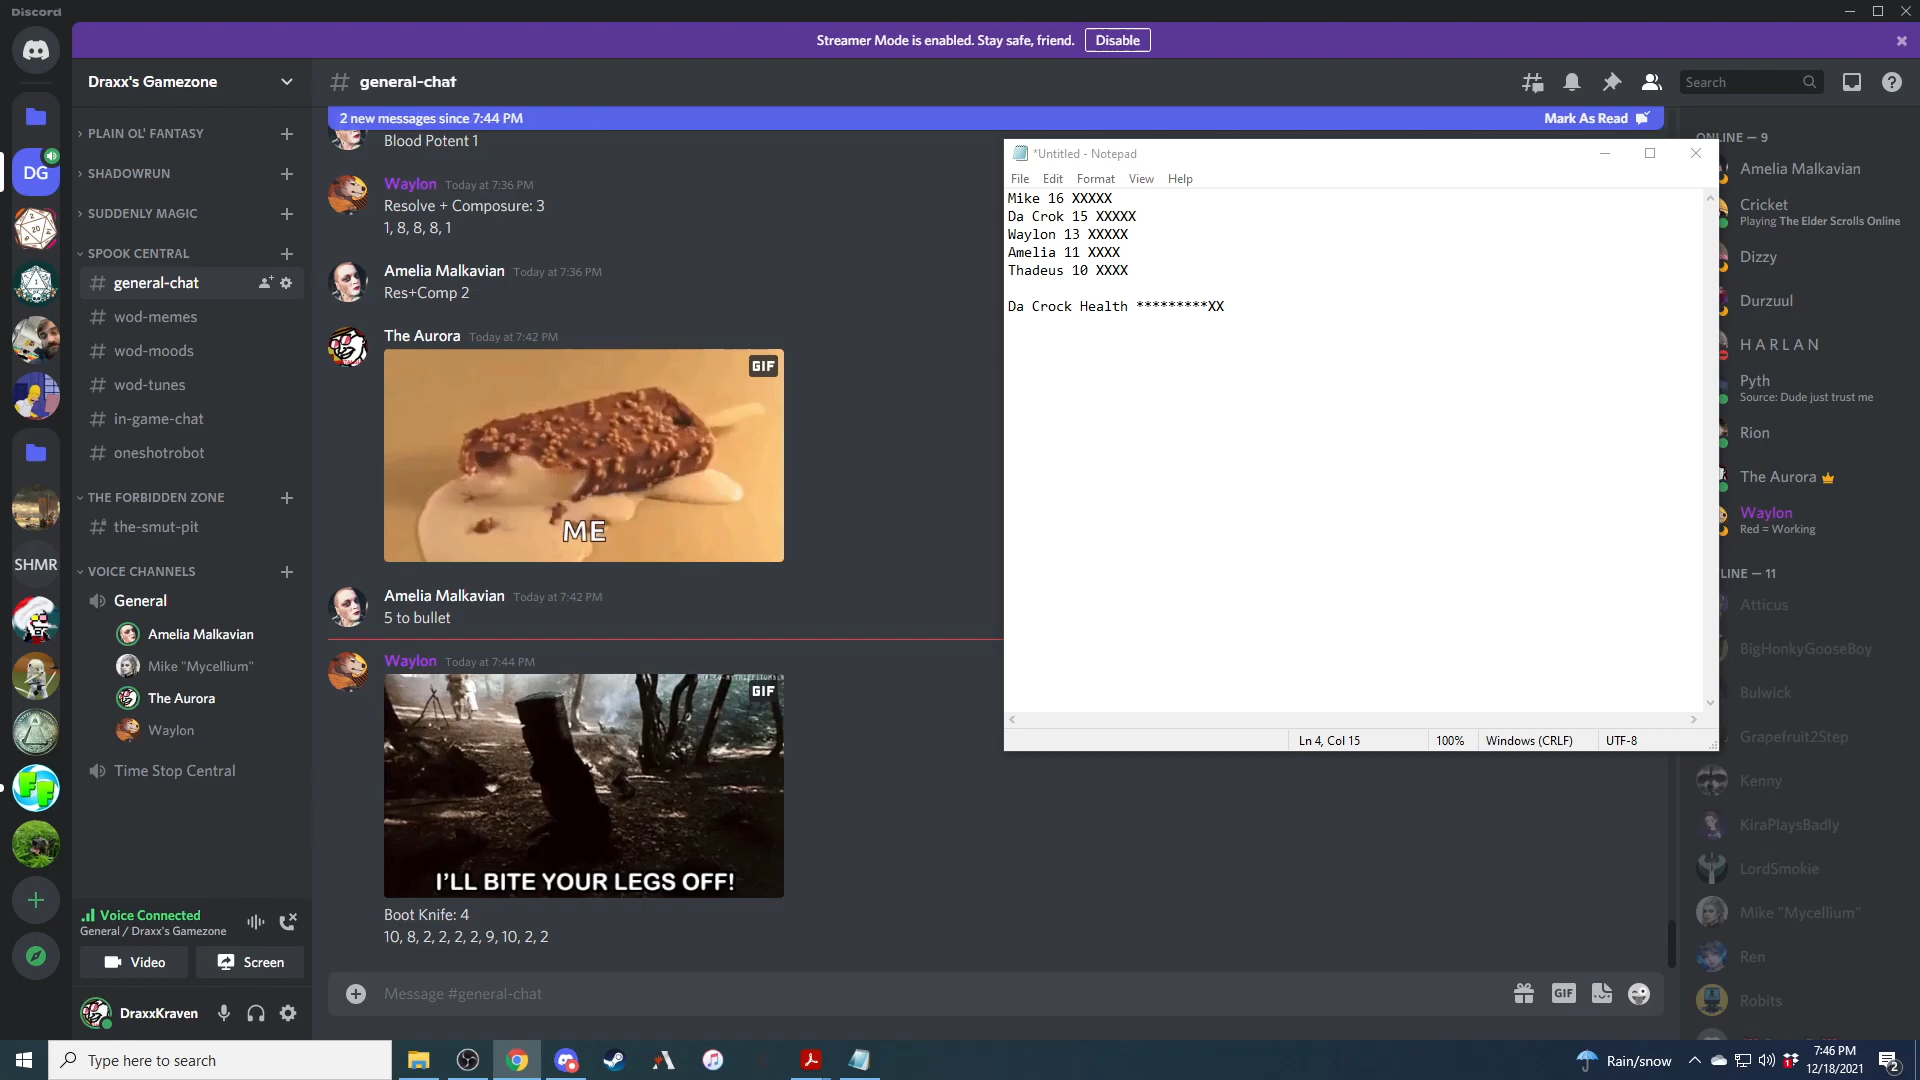 Discord
Streamer Mode is enabled. Stay safe, friend. Disable
Draxx's Gamezone
general-chat
Search
PLAIN OL' FANTASY
SHADOWRUN
SUDDENLY MAGIC
SPOOK CENTRAL
general-chat
wod-memes
wod-moods
wod-tunes
in-game-chat
oneshotrobot
THE FORBIDDEN ZONE
the-smut-pit
VOICE CHANNELS
General
Amelia Malkavian
Mike "Mycellium"
The Aurora
Waylon
Time Stop Central
DG
SHMR
FF
Voice Connected
General / Draxx's Gamezone
Video
Screen
DraxxKraven
2 new messages since 7:44 PM
Mark As Read
Blood Potent 1
Waylon Today at 7:36 PM
Resolve + Composure: 3
1, 8, 8, 8, 1
Amelia Malkavian Today at 7:36 PM
Res+Comp 2
The Aurora Today at 7:42 PM
GIF
ME
Amelia Malkavian Today at 7:42 PM
5 to bullet
Waylon Today at 7:44 PM
GIF
I'LL BITE YOUR LEGS OFF!
Boot Knife: 4
10, 8, 2, 2, 2, 2, 9, 10, 2, 2
Message #general-chat
GIF
*Untitled - Notepad
File Edit Format View Help
Mike 16 XXXXX
Da Crok 15 XXXXX
Waylon 13 XXXXX
Amelia 11 XXXX
Thadeus 10 XXXX
Da Crock Health *********XX
Ln 4, Col 15
100%
Windows (CRLF)
UTF-8
NLINE — 9
Amelia Malkavian
Cricket
Playing The Elder Scrolls Online
Dizzy
Durzuul
H A R L A N
Pyth
Source: Dude just trust me
Rion
The Aurora
Waylon
Red = Working
LINE — 11
Atticus
BigHonkyGooseBoy
Bulwick
Grapefruit2Step
Kenny
KiraPlaysBadly
LordSmokie
Mike "Mycellium"
Ren
Robits
Type here to search
Rain/snow
7:46 PM
12/18/2021
2